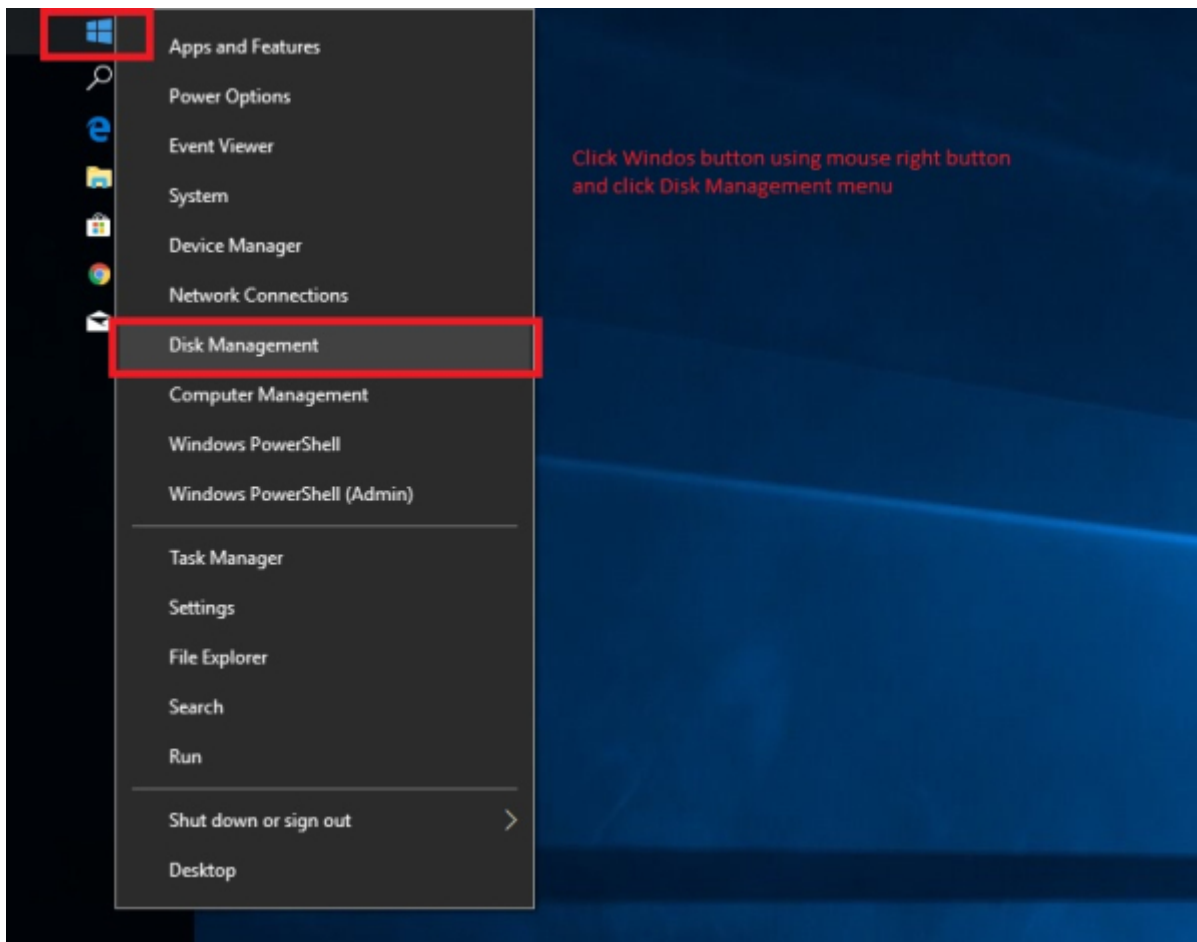 Apps and Features
Power Options
Event Viewer
Click Windos button using mouse right button
and click Disk Management menu
System
Device Manager
Network Connections
Disk Management
Computer Management
Windows PowerShell
Windows PowerShell (Admin)
Task Manager
Settings
File Explorer
Search
Run
Shut down or sign out
Desktop